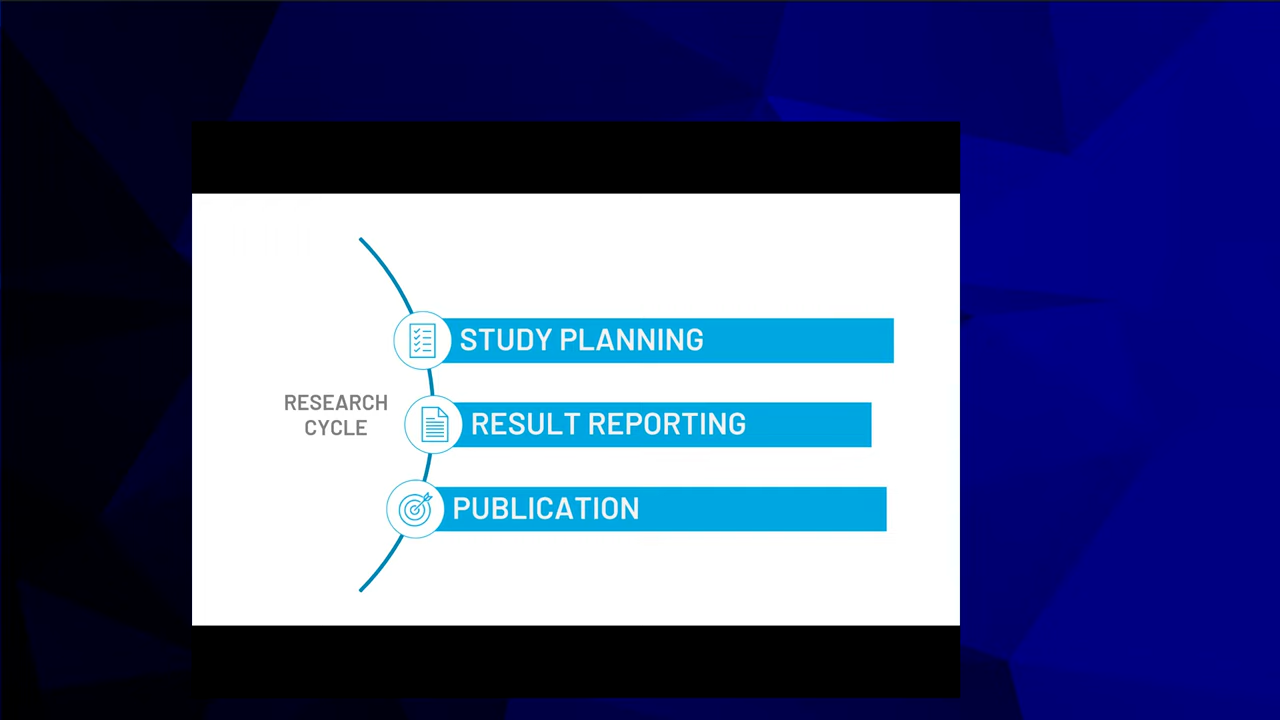 STUDY PLANNING
RESEARCH
CYCLE
RESULT REPORTING
PUBLICATION